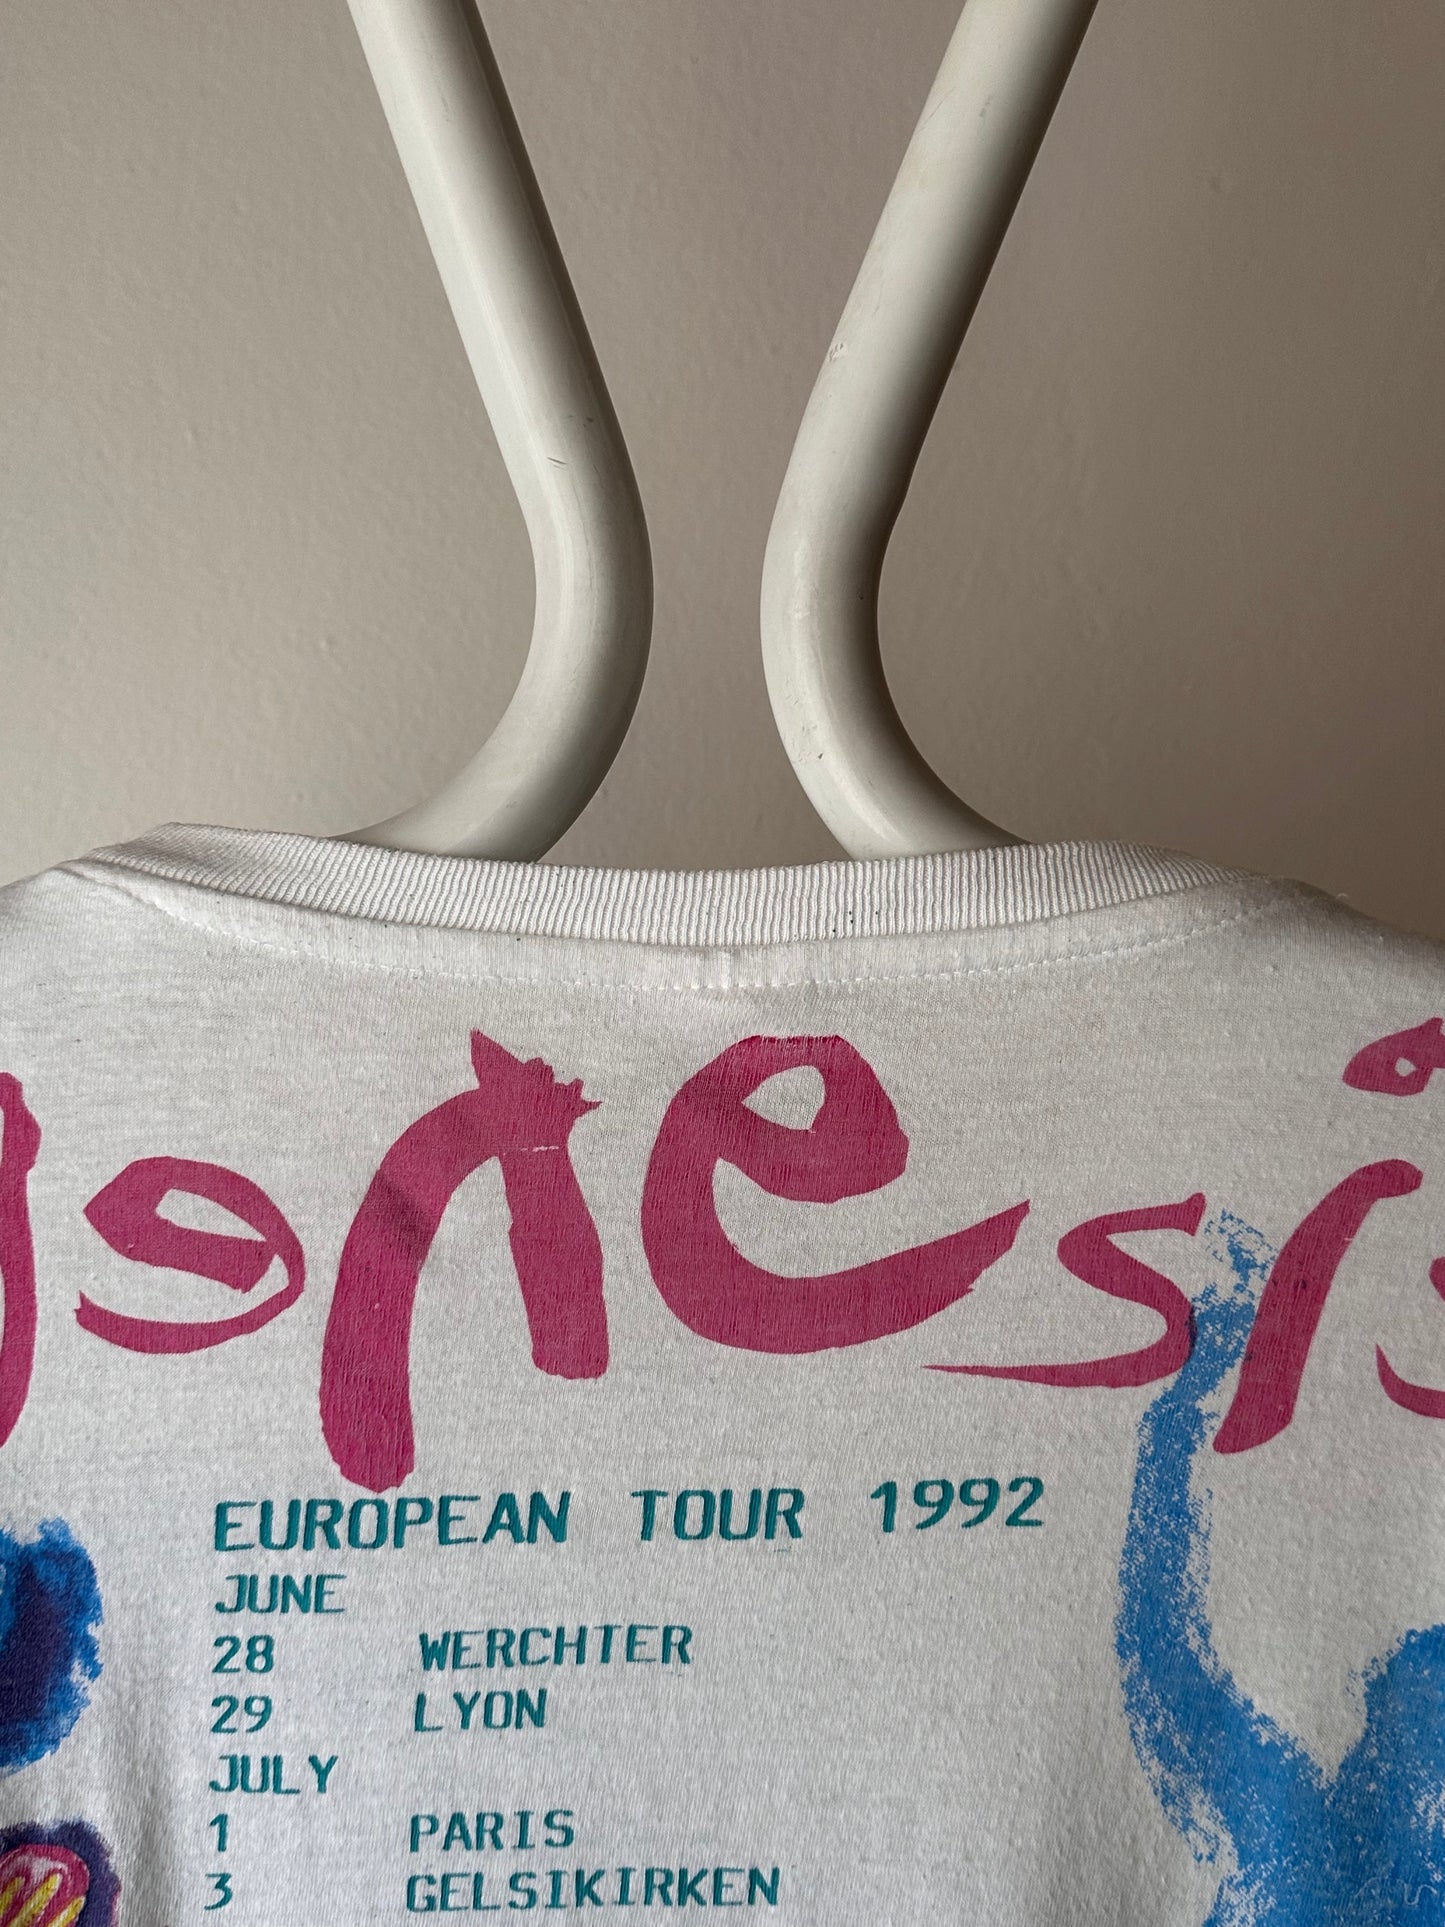 genesis
EUROPEAN TOUR 1992
JUNE
28 WERCHTER
29 LYON
JULY
1 PARIS
3 GELSIKIRKEN